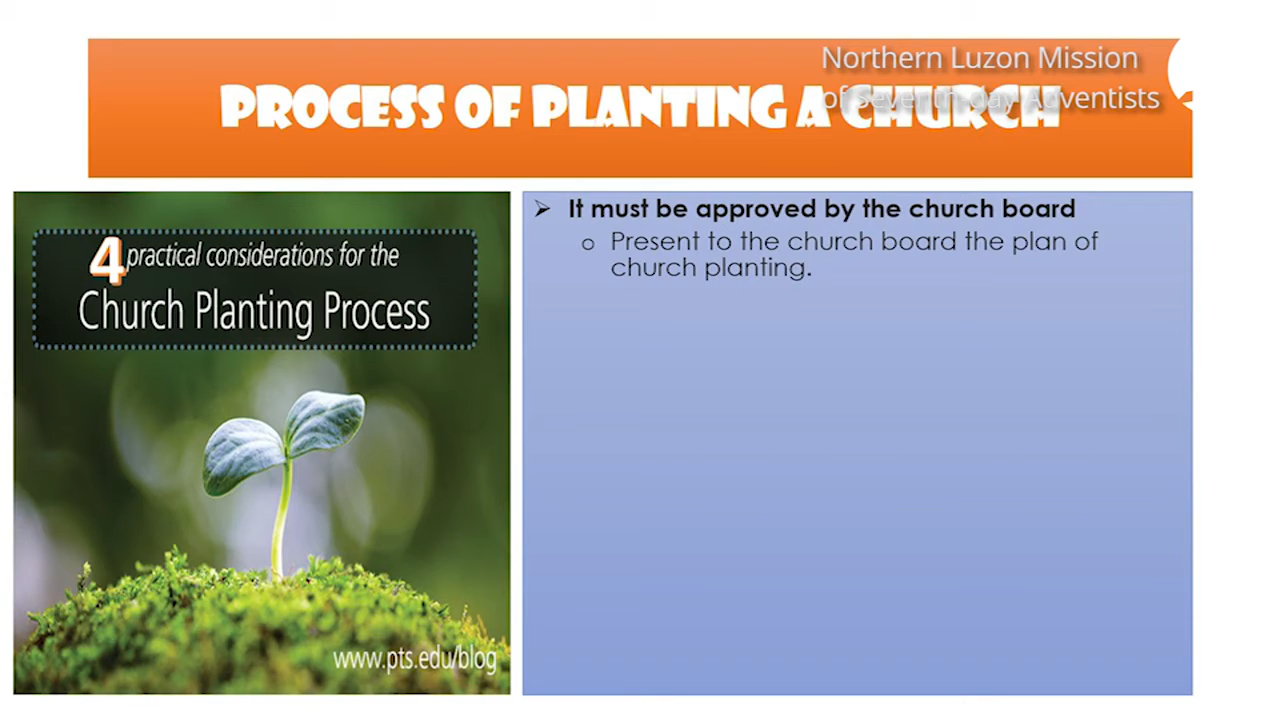 Northern Luzon Mission
of Seventh-day Adventists
PROCESS OF PLANTING A CHURCH
4 practical considerations for the
Church Planting Process
www.pts.edu/blog
It must be approved by the church board
Present to the church board the plan of
church planting.